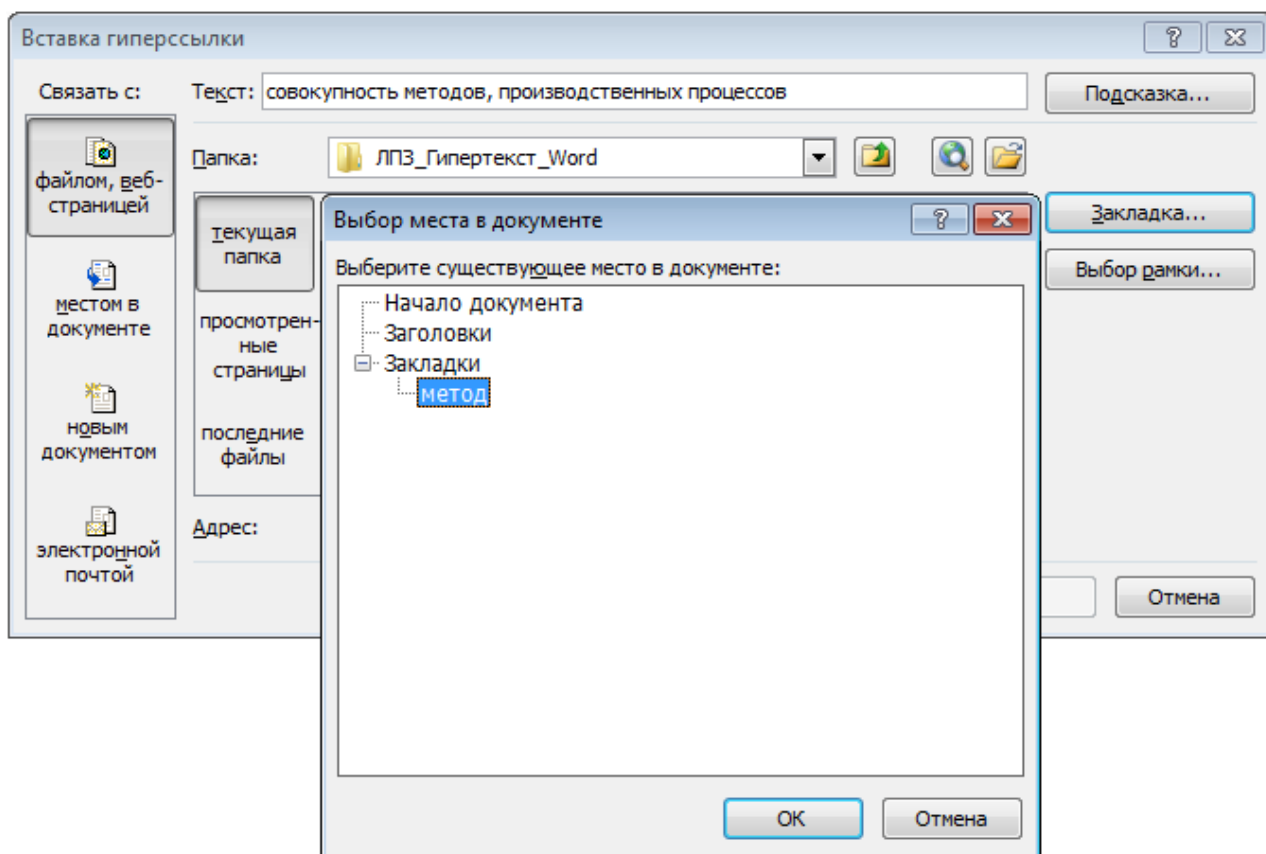 Вставка гиперссылки
Связать с:
Текст: совокупность методов, производственных процессов
Подсказка...
файлом, веб-
страницей
Папка:
ЛПЗ_Гипертекст_Word
местом в
документе
новым
документом
электронной
почтой
текущая
папка
просмотрен-
ные
страницы
последние
файлы
Адрес:
Закладка...
Выбор рамки...
Отмена
Выбор места в документе
Выберите существующее место в документе:
Начало документа
Заголовки
Закладки
метод
ОК
Отмена